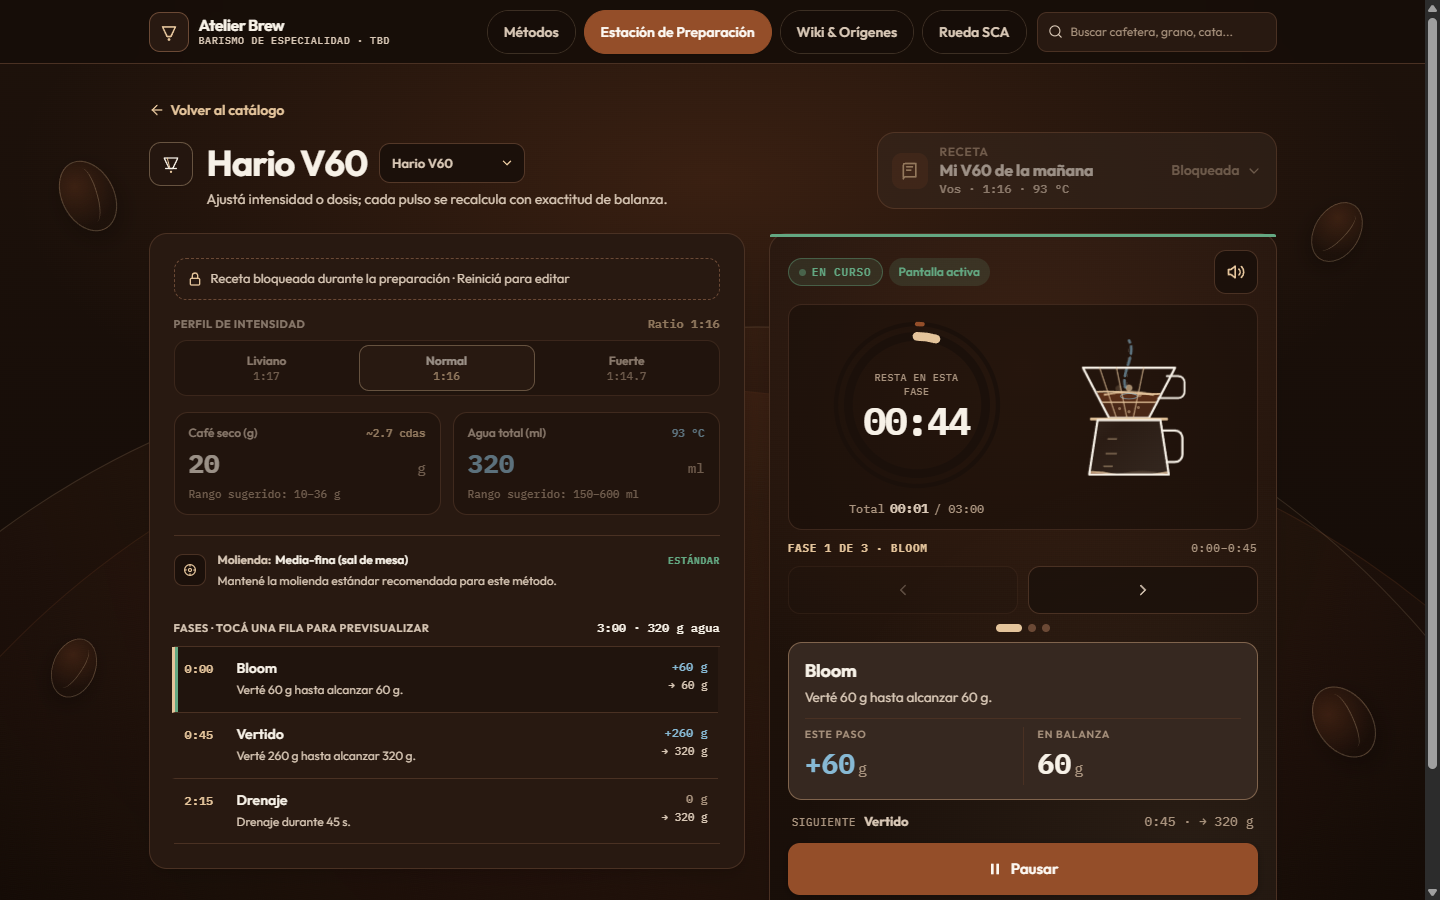 Atelier Brew
BARISMO DE ESPECIALIDAD · TBD
Métodos
Estación de Preparación
Wiki & Orígenes
Rueda SCA
Buscar cafetera, grano, cata...
← Volver al catálogo
Hario V60
Hario V60
Ajustá intensidad o dosis; cada pulso se recalcula con exactitud de balanza.
RECETA
Mi V60 de la mañana
Vos · 1:16 · 93 °C
Bloqueada
Receta bloqueada durante la preparación · Reiniciá para editar
PERFIL DE INTENSIDAD
Ratio 1:16
Liviano
1:17
Normal
1:16
Fuerte
1:14.7
Café seco (g)
~2.7 cdas
20
g
Rango sugerido: 10–36 g
Agua total (ml)
93 °C
320
ml
Rango sugerido: 150–600 ml
Molienda: Media-fina (sal de mesa)
ESTÁNDAR
Mantené la molienda estándar recomendada para este método.
FASES · TOCÁ UNA FILA PARA PREVISUALIZAR
3:00 · 320 g agua
0:00
Bloom
+60 g
Verté 60 g hasta alcanzar 60 g.
→ 60 g
0:45
Vertido
+260 g
Verté 260 g hasta alcanzar 320 g.
→ 320 g
2:15
Drenaje
0 g
Drenaje durante 45 s.
→ 320 g
EN CURSO
Pantalla activa
RESTA EN ESTA
FASE
00:44
Total 00:01 / 03:00
FASE 1 DE 3 · BLOOM
0:00–0:45
Bloom
Verté 60 g hasta alcanzar 60 g.
ESTE PASO
+60 g
EN BALANZA
60 g
SIGUIENTE Vertido
0:45 · → 320 g
Pausar